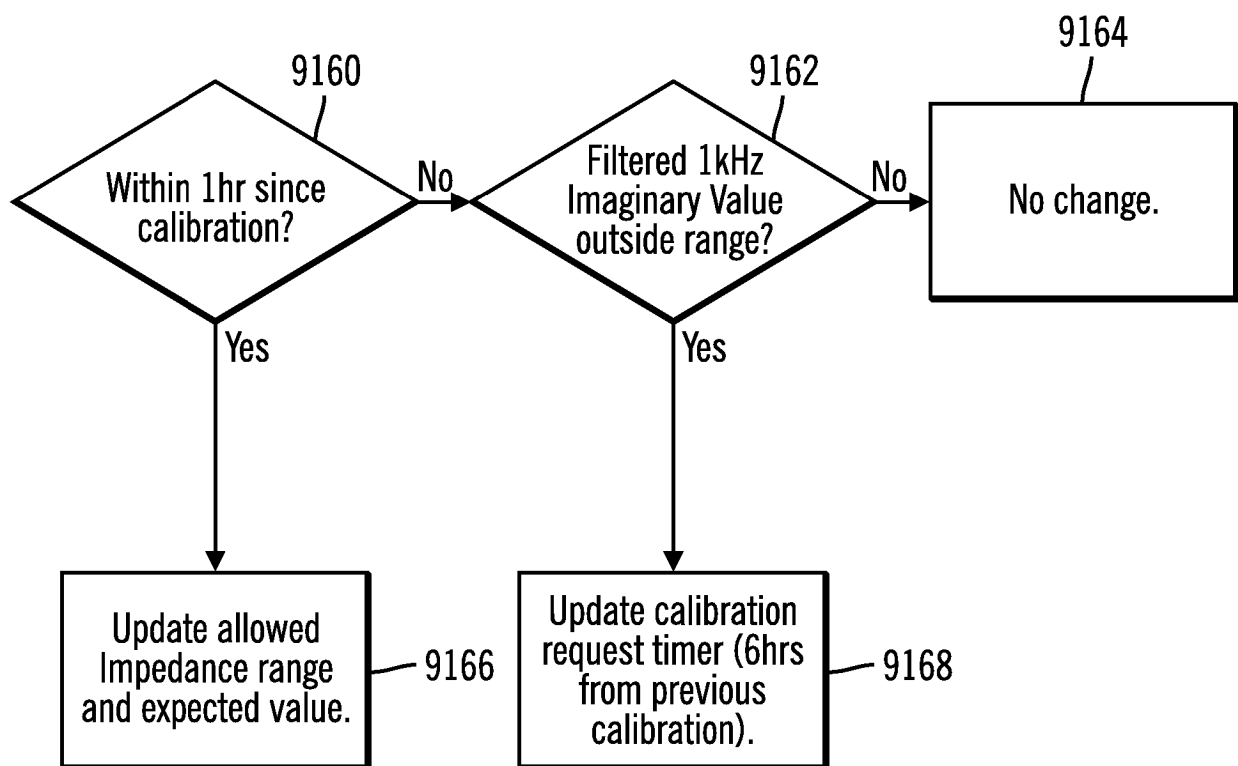 9160
Within 1hr since
calibration?
No
Yes
9162
Filtered 1kHz
Imaginary Value
outside range?
No
Yes
9164
No change.
Update allowed
Impedance range
and expected value.
9166
Update calibration
request timer (6hrs
from previous
calibration).
9168